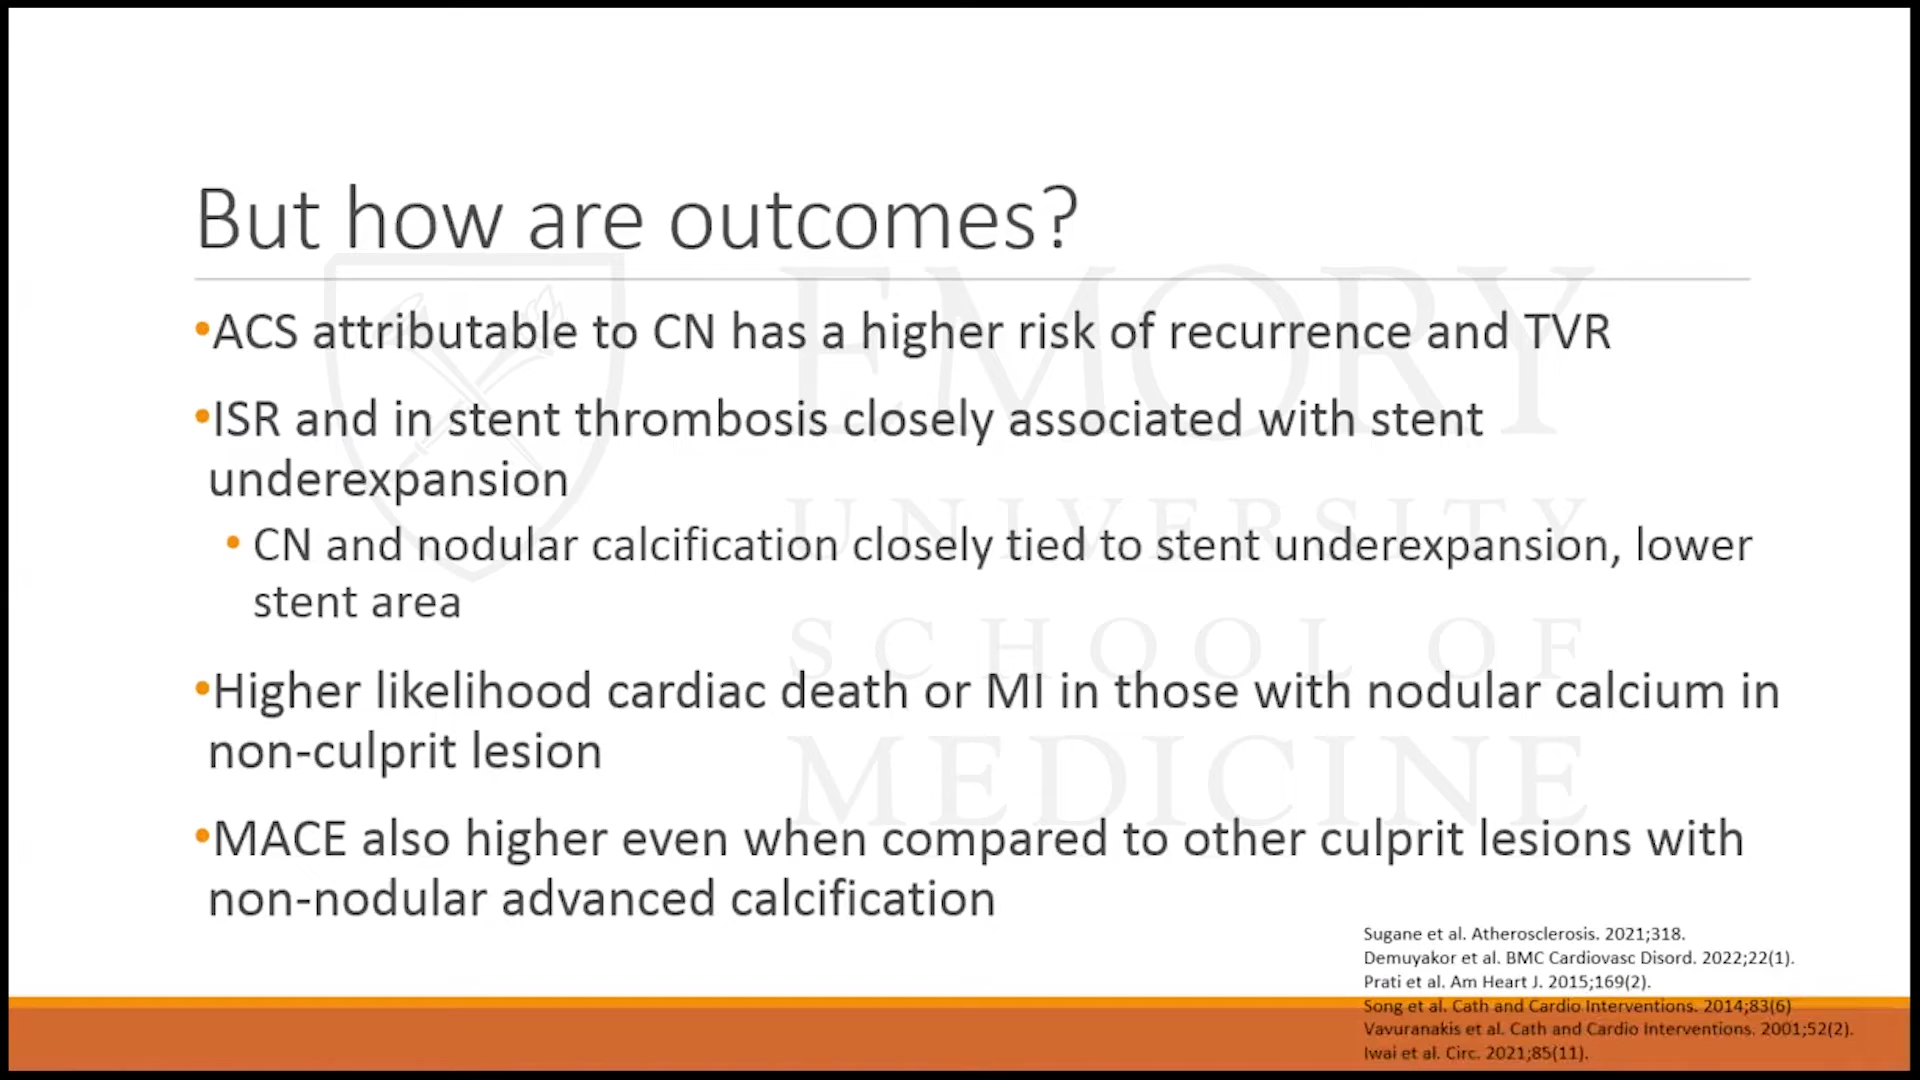 But how are outcomes?
•ACS attributable to CN has a higher risk of recurrence and TVR
•ISR and in stent thrombosis closely associated with stent
underexpansion
• CN and nodular calcification closely tied to stent underexpansion, lower
stent area
•Higher likelihood cardiac death or MI in those with nodular calcium in
non-culprit lesion
•MACE also higher even when compared to other culprit lesions with
non-nodular advanced calcification
Sugane et al. Atherosclerosis. 2021;318.
Demuyakor et al. BMC Cardiovasc Disord. 2022;22(1).
Prati et al. Am Heart J. 2015;169(2).
Song et al. Cath and Cardio Interventions. 2014;83(6)
Vavuranakis et al. Cath and Cardio Interventions. 2001;52(2).
Iwai et al. Circ. 2021;85(11).
EMORY
UNIVERSITY
SCHOOL OF
MEDICINE